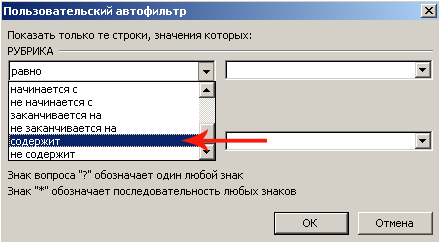 Пользовательский автофильтр
Показать только те строки, значения которых:
РУБРИКА
равно
начинается с
не начинается с
заканчивается на
не заканчивается на
содержит
не содержит
Знак вопроса "?" обозначает один любой знак
Знак "*" обозначает последовательность любых знаков
OK
Отмена